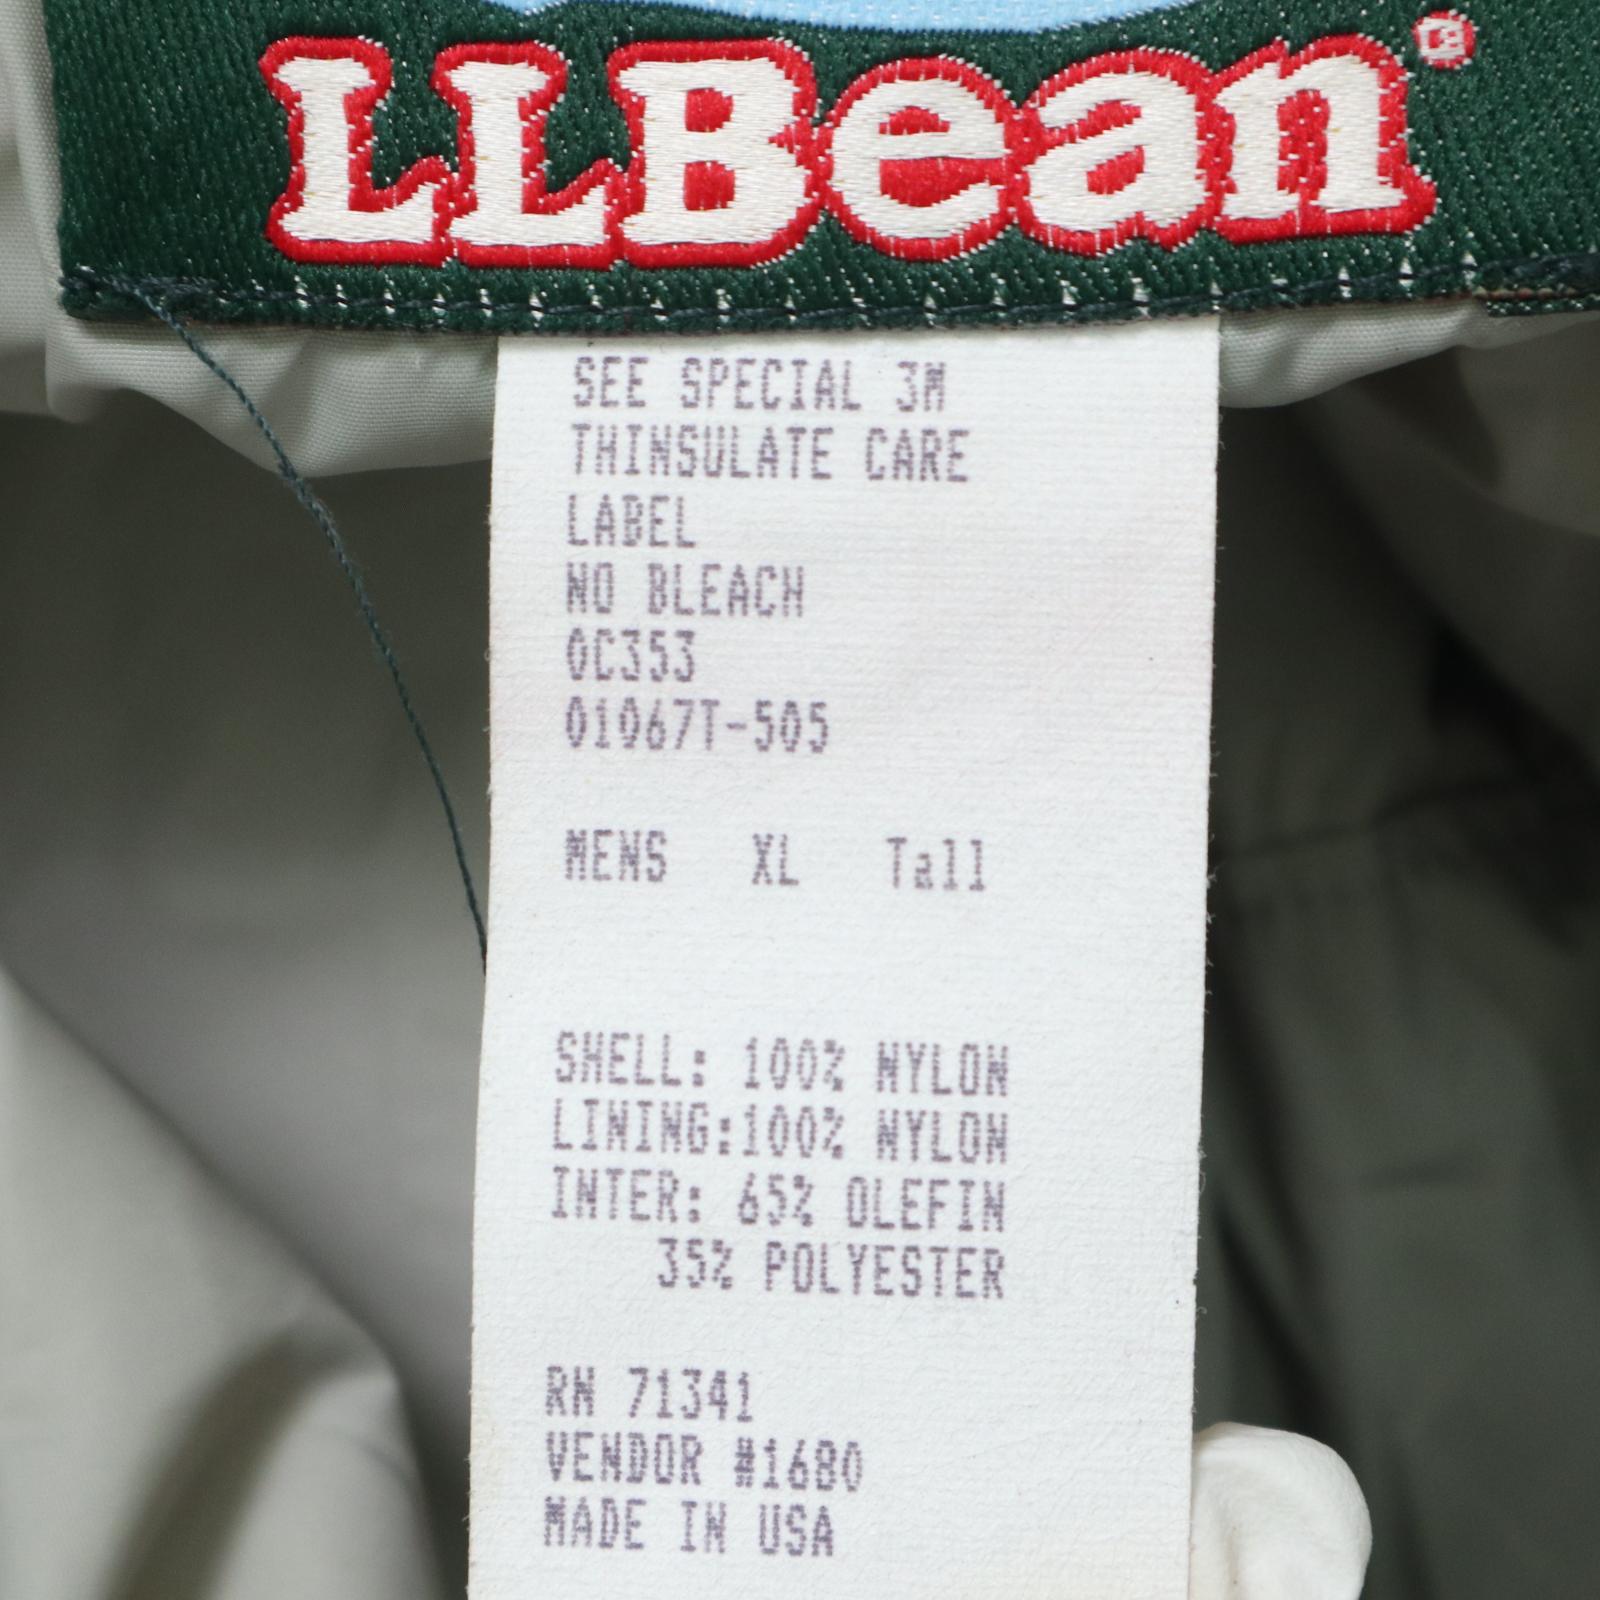 LLBean®
SEE SPECIAL 3M
THINSULATE CARE
LABEL
NO BLEACH
0C353
01067T-505
MENS XL Tall
SHELL: 100% NYLON
LINING:100% NYLON
INTER: 65% OLEFIN
35% POLYESTER
RN 71341
VENDOR #1680
MADE IN USA